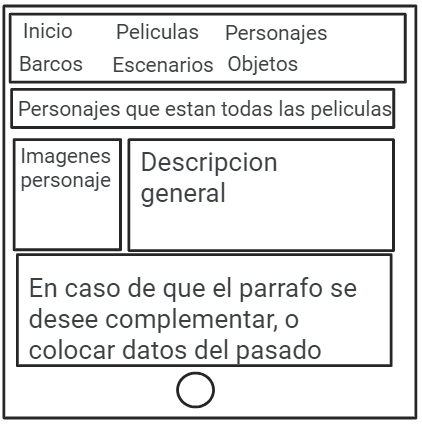 Inicio Peliculas Personajes
Barcos Escenarios Objetos
Personajes que estan todas las peliculas
Imagenes
personaje
Descripcion
general
En caso de que el parrafo se
desee complementar, o
colocar datos del pasado